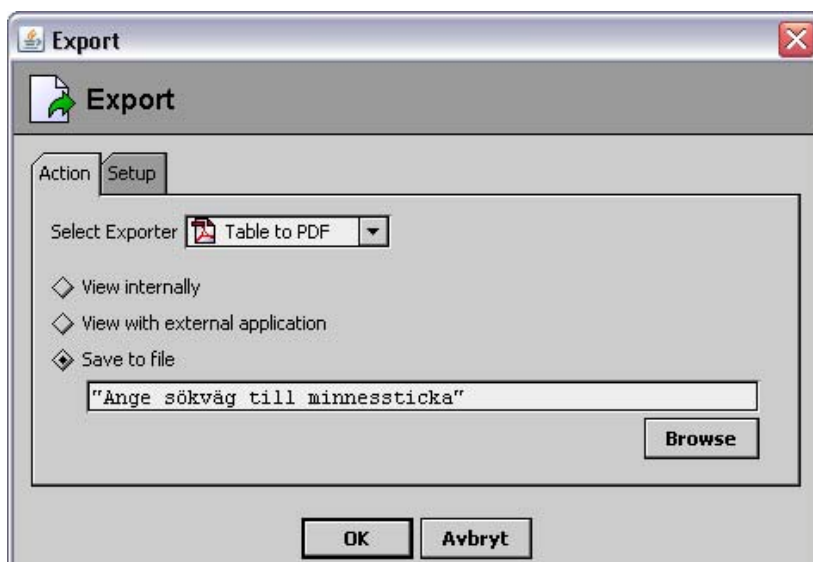 Export
Export
Action Setup
Select Exporter Table to PDF
View internally
View with external application
Save to file
"Ange sökväg till minnessticka"
Browse
OK Avbryt